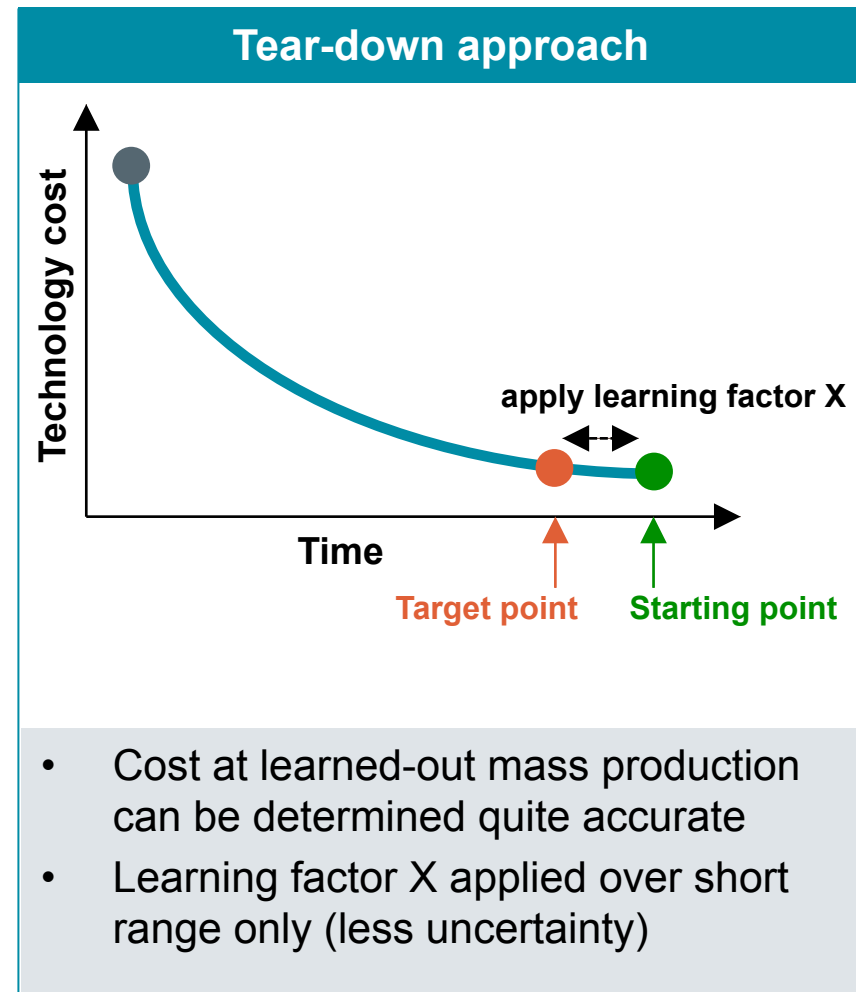 Tear-down approach
Technology cost
apply learning factor X
Time
Target point
Starting point
• Cost at learned-out mass production
can be determined quite accurate
• Learning factor X applied over short
range only (less uncertainty)